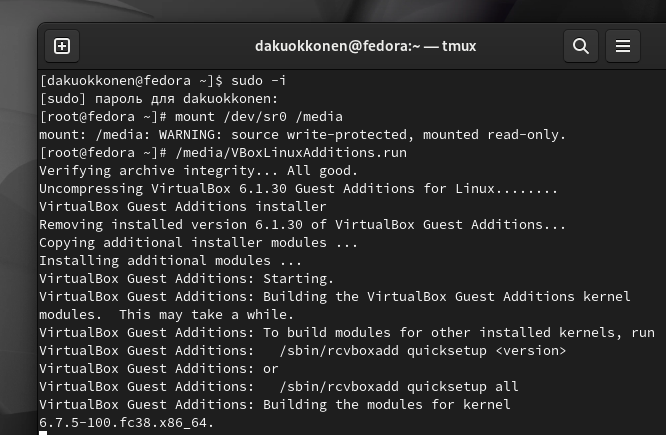 dakuokkonen@fedora:~ — tmux
[dakuokkonen@fedora ~]$ sudo -i
[sudo] пароль для dakuokkonen:
[root@fedora ~]# mount /dev/sr0 /media
mount: /media: WARNING: source write-protected, mounted read-only.
[root@fedora ~]# /media/VBoxLinuxAdditions.run
Verifying archive integrity... All good.
Uncompressing VirtualBox 6.1.30 Guest Additions for Linux........
VirtualBox Guest Additions installer
Removing installed version 6.1.30 of VirtualBox Guest Additions...
Copying additional installer modules ...
Installing additional modules ...
VirtualBox Guest Additions: Starting.
VirtualBox Guest Additions: Building the VirtualBox Guest Additions kernel
modules.  This may take a while.
VirtualBox Guest Additions: To build modules for other installed kernels, run
VirtualBox Guest Additions:   /sbin/rcvboxadd quicksetup <version>
VirtualBox Guest Additions: or
VirtualBox Guest Additions:   /sbin/rcvboxadd quicksetup all
VirtualBox Guest Additions: Building the modules for kernel
6.7.5-100.fc38.x86_64.